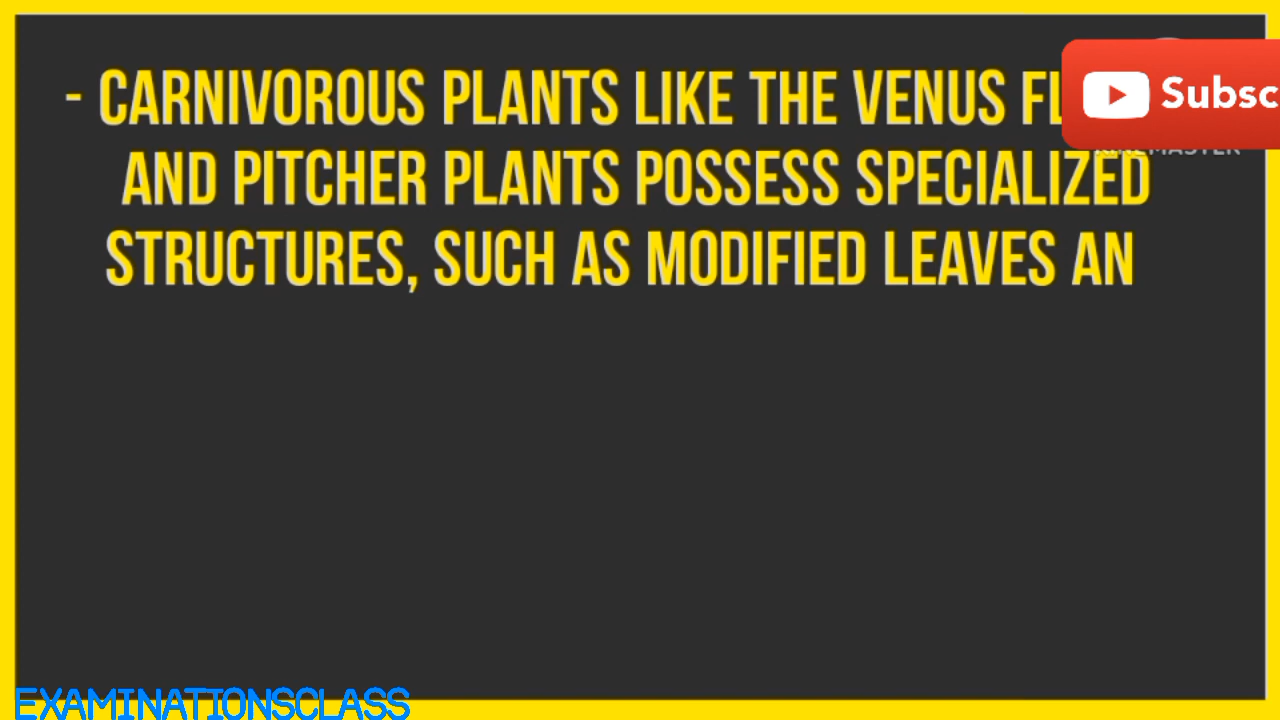 - CARNIVOROUS PLANTS LIKE THE VENUS
Subsc
AND PITCHER PLANTS POSSESS SPECIALIZED
STRUCTURES, SUCH AS MODIFIED LEAVES AN
EXAMINATIONSCLASS